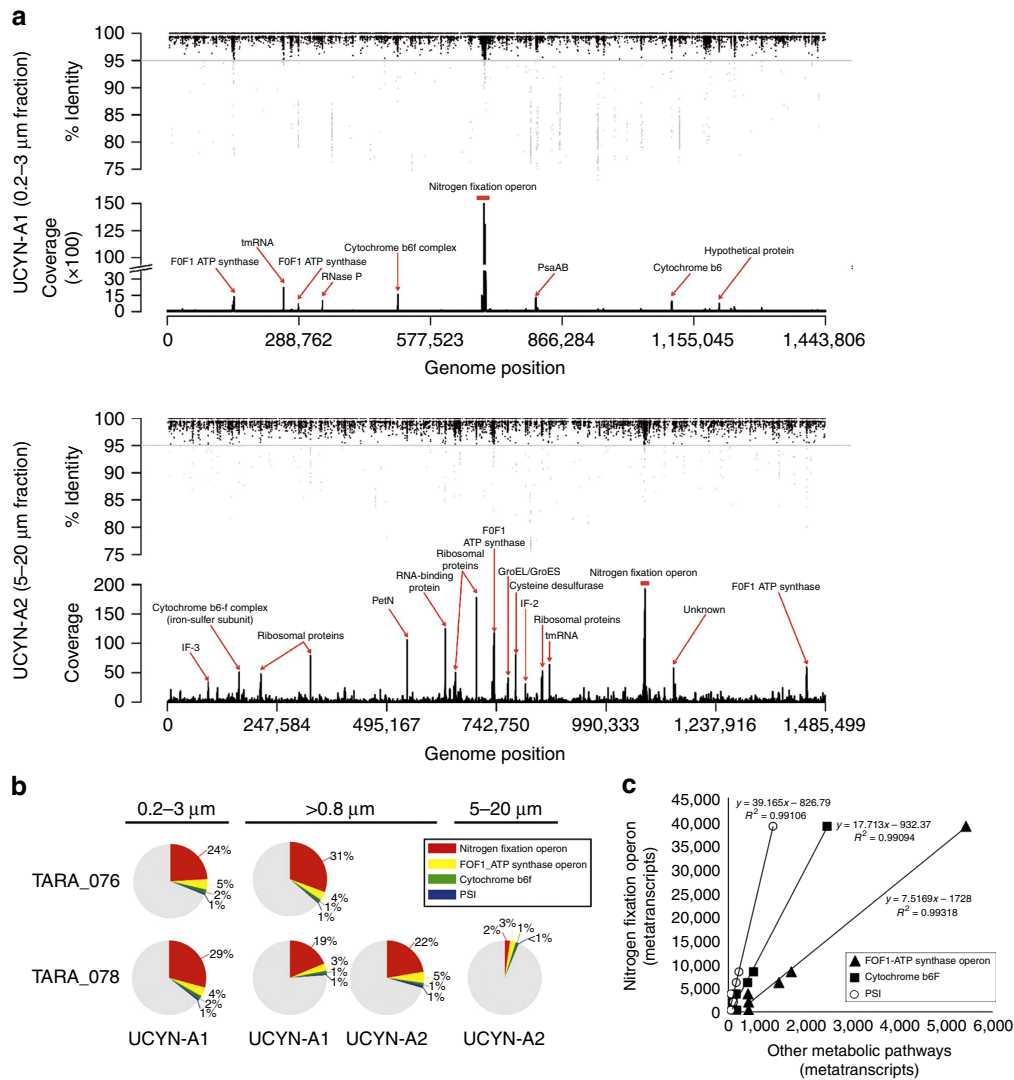 a
UCYN-A1 (0.2–3 μm fraction)
% Identity
100
95
90
85
80
75
Coverage
(×100)
150
125
100
30
15
0
Nitrogen fixation operon
tmRNA
F0F1 ATP synthase
F0F1 ATP synthase
RNase P
Cytochrome b6f complex
PsaAB
Cytochrome b6
Hypothetical protein
0
288,762
577,523
866,284
1,155,045
1,443,806
Genome position
UCYN-A2 (5–20 μm fraction)
% Identity
100
95
90
85
80
75
Coverage
200
150
100
50
0
F0F1
ATP synthase
Ribosomal
proteins
RNA-binding
protein
GroEL/GroES
Cysteine desulfurase
Nitrogen fixation operon
F0F1 ATP synthase
PetN
IF-2
Cytochrome b6-f complex
(iron-sulfer subunit)
Ribosomal proteins
Ribosomal proteins
tmRNA
Unknown
IF-3
0
247,584
495,167
742,750
990,333
1,237,916
1,485,499
Genome position
b
0.2–3 μm
>0.8 μm
5–20 μm
Nitrogen fixation operon
FOF1_ATP synthase operon
Cytochrome b6f
PSI
TARA_076
24%
5%
2%
1%
31%
4%
1%
1%
TARA_078
29%
4%
2%
1%
19%
3%
1%
1%
22%
5%
1%
1%
2%
3%
1%
<1%
UCYN-A1
UCYN-A1
UCYN-A2
UCYN-A2
c
Nitrogen fixation operon
(metatranscripts)
45,000
40,000
35,000
30,000
25,000
20,000
15,000
10,000
5,000
0
y = 39.165x – 826.79
R² = 0.99106
y = 17.713x – 932.37
R² = 0.99094
y = 7.5169x – 1728
R² = 0.99318
FOF1-ATP synthase operon
Cytochrome b6F
PSI
0
1,000
2,000
3,000
4,000
5,000
6,000
Other metabolic pathways
(metatranscripts)